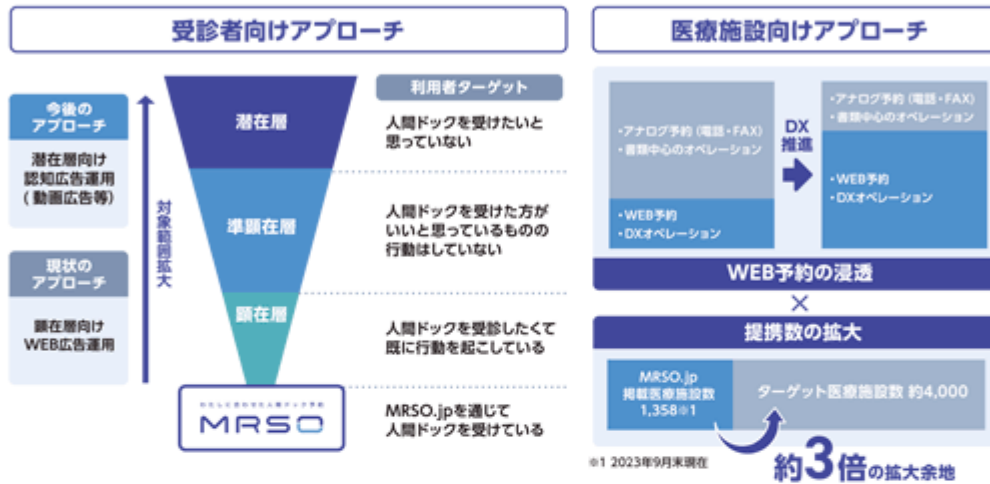 受診者向けアプローチ
今後の
アプローチ
潜在層向け
認知広告運用
(動画広告等)
現状の
アプローチ
顕在層向け
WEB広告運用
対象範囲拡大
潜在層
準顕在層
顕在層
わたしに合わせた人間ドック予約
MRSO
利用者ターゲット
人間ドックを受けたいと
思っていない
人間ドックを受けた方が
いいと思っているものの
行動はしていない
人間ドックを受診したくて
既に行動を起こしている
MRSO.jpを通じて
人間ドックを受けている
医療施設向けアプローチ
・アナログ予約(電話・FAX)
・書類中心のオペレーション
・WEB予約
・DXオペレーション
DX
推進
・アナログ予約(電話・FAX)
・書類中心のオペレーション
・WEB予約
・DXオペレーション
WEB予約の浸透
×
提携数の拡大
MRSO.jp
掲載医療施設数
1,358※1
ターゲット医療施設数 約4,000
※1 2023年9月末現在
約3倍の拡大余地